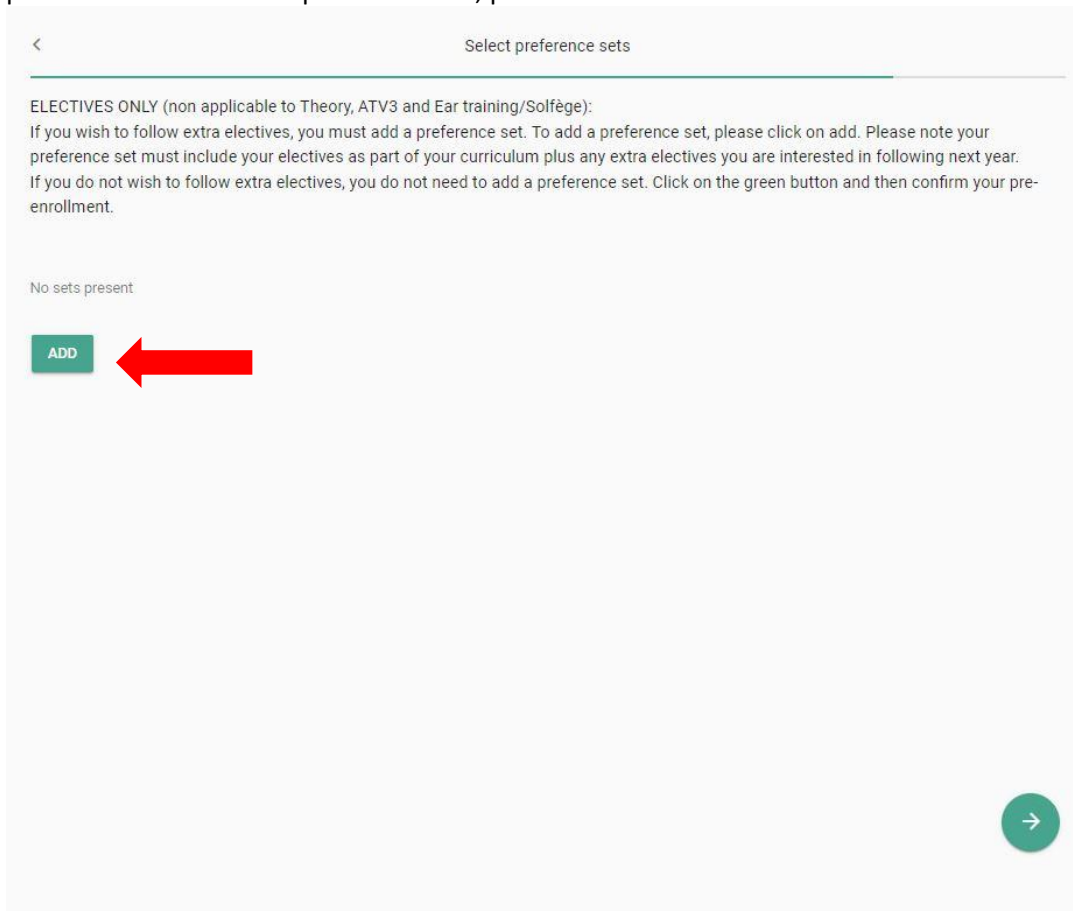 Select preference sets
ELECTIVES ONLY (non applicable to Theory, ATV3 and Ear training/Solfège):
If you wish to follow extra electives, you must add a preference set. To add a preference set, please click on add. Please note your
preference set must include your electives as part of your curriculum plus any extra electives you are interested in following next year.
If you do not wish to follow extra electives, you do not need to add a preference set. Click on the green button and then confirm your pre-
enrollment.
No sets present
ADD